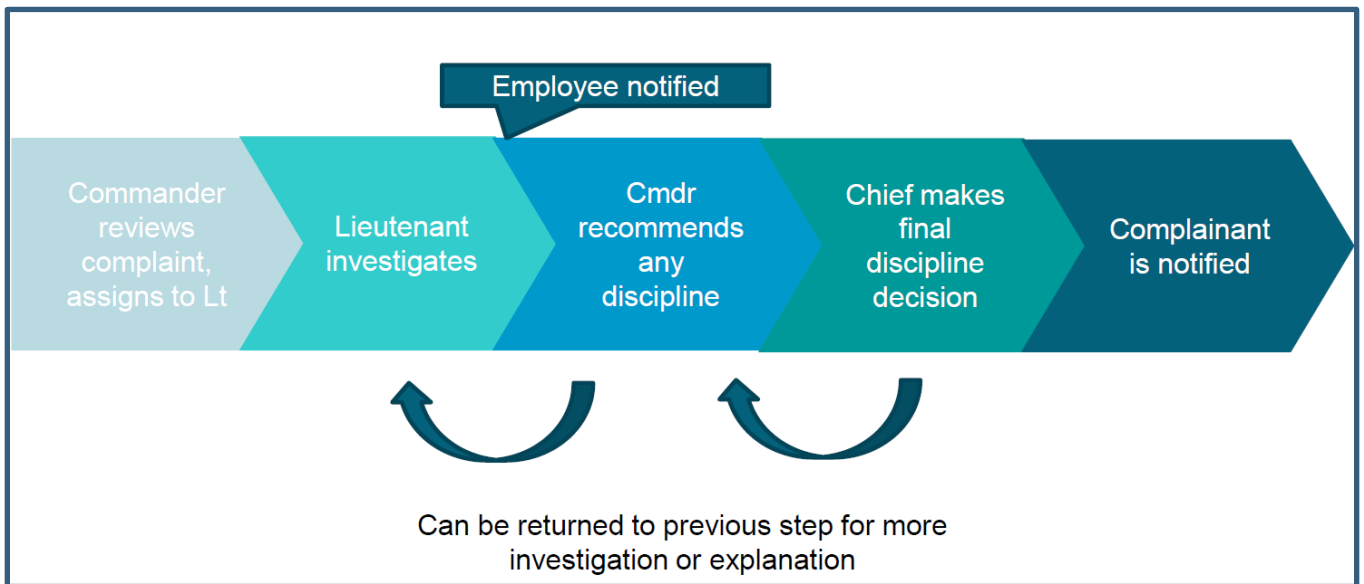 Employee notified
Commander
reviews
complaint,
assigns to Lt
Lieutenant
investigates
Cmdr
recommends
any
discipline
Chief makes
final
discipline
decision
Complainant
is notified
Can be returned to previous step for more
investigation or explanation